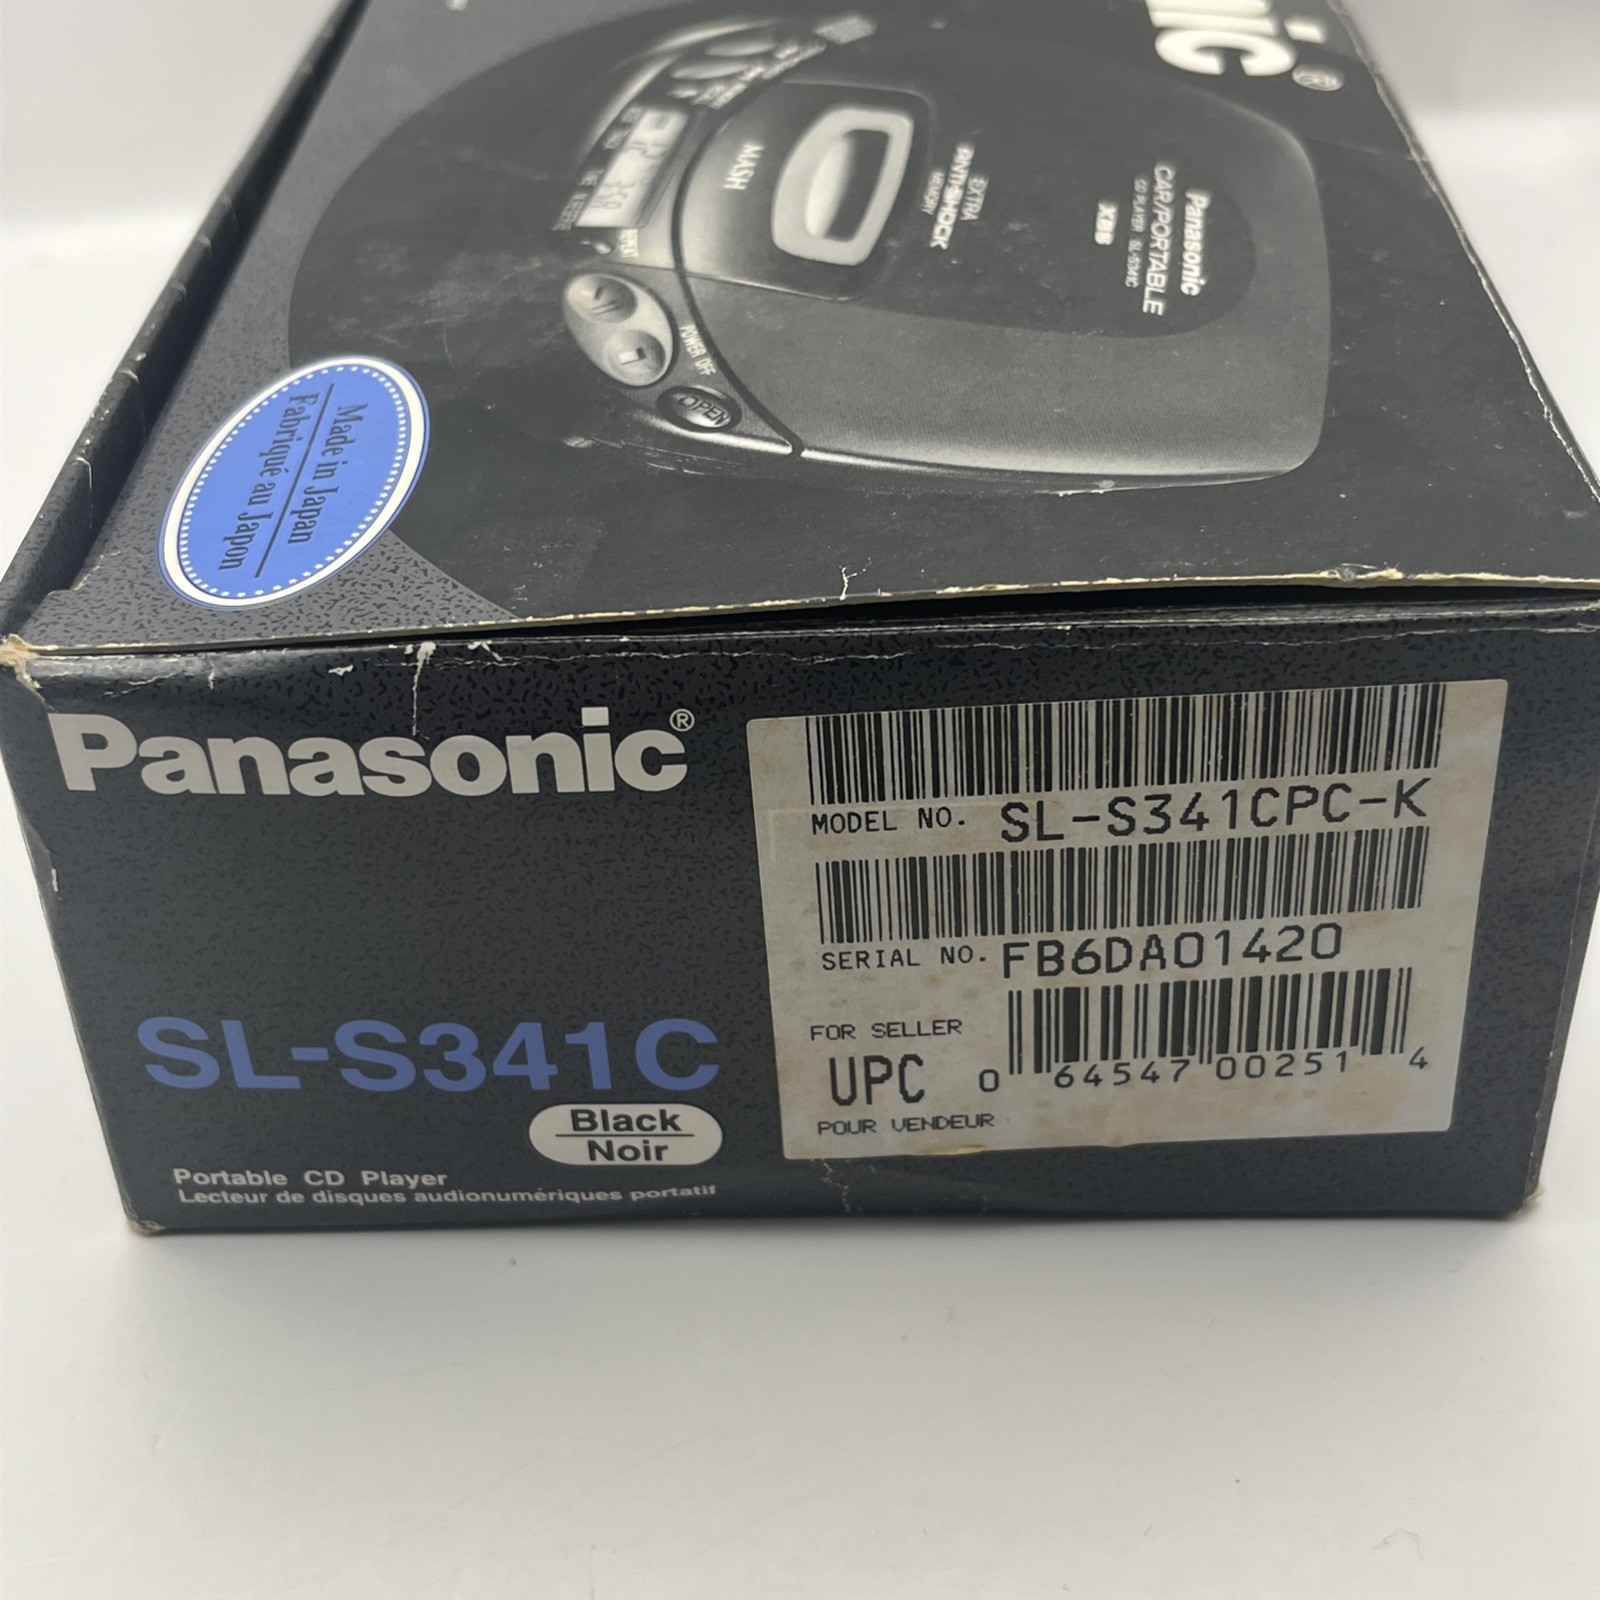 nic®
Panasonic
CAR/PORTABLE
CD PLAYER SL-S341C
XBS
EXTRA
ANTI-SHOCK
MEMORY
MASH
POWER OFF
OPEN
Made in Japan
Fabriqué au Japon
Panasonic®
SL-S341C
Black
Noir
Portable CD Player
Lecteur de disques audionumériques portatif
MODEL NO. SL-S341CPC-K
SERIAL NO. FB6DA01420
FOR SELLER
UPC
POUR VENDEUR
0 64547 00251 4